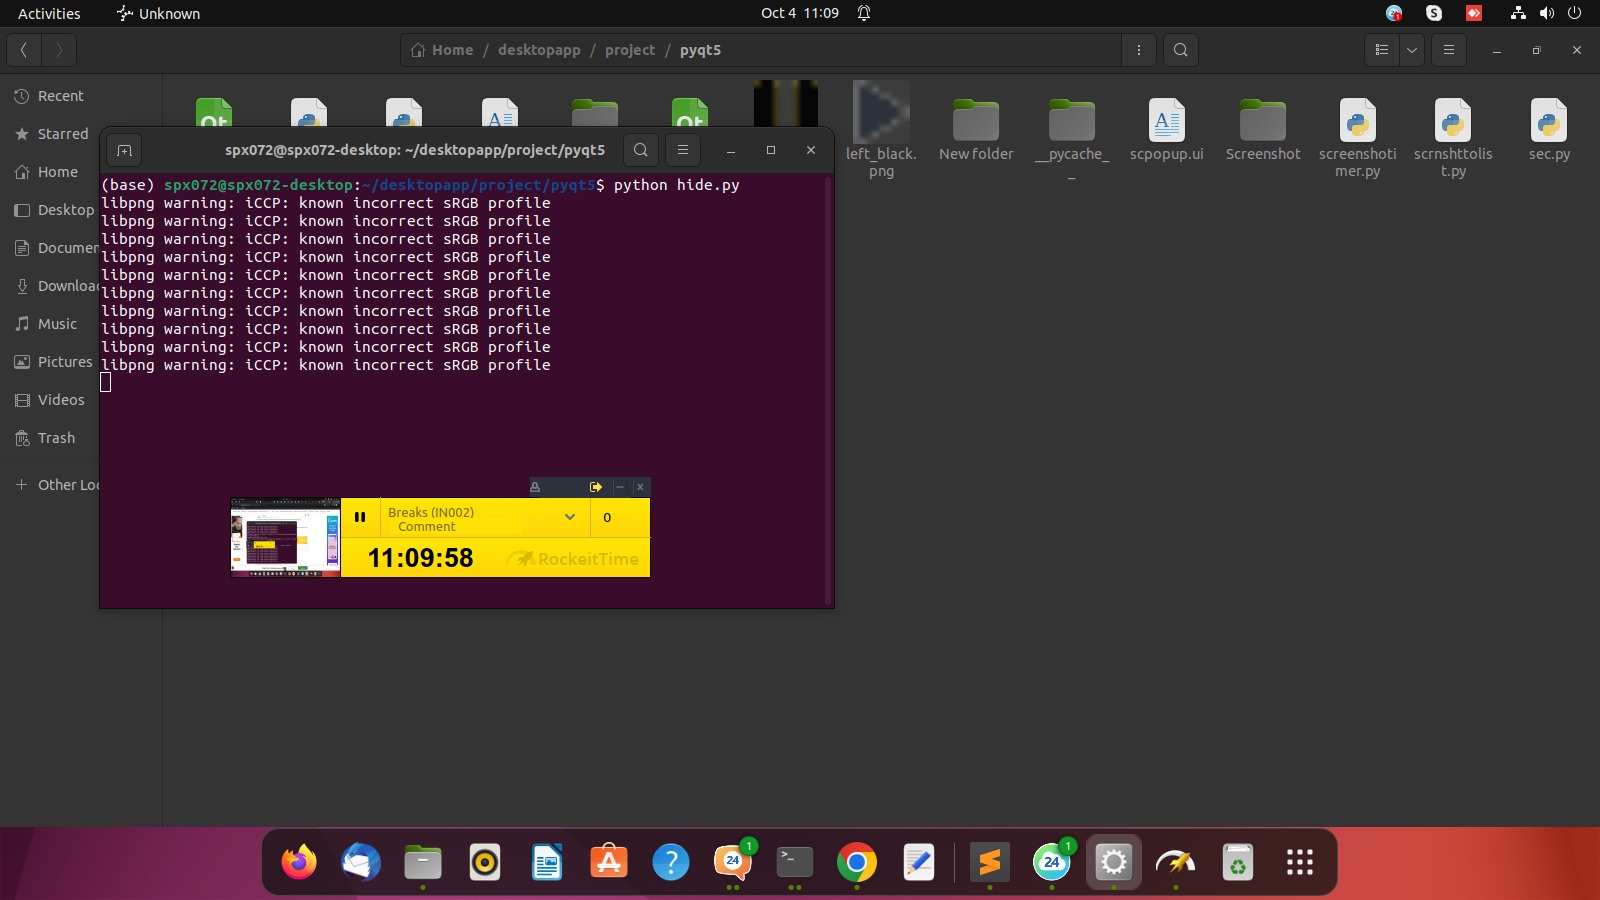 Activities
Unknown
Oct 4 11:09
Home / desktopapp / project / pyqt5
Recent
Starred
Home
Desktop
Documen
Downloa
Music
Pictures
Videos
Trash
Other Loc
left_black.
png
New folder
__pycache_
_
scpopup.ui
Screenshot
screenshoti
mer.py
scrnshttolis
t.py
sec.py
spx072@spx072-desktop: ~/desktopapp/project/pyqt5
(base) spx072@spx072-desktop:~/desktopapp/project/pyqt5$ python hide.py
libpng warning: iCCP: known incorrect sRGB profile
libpng warning: iCCP: known incorrect sRGB profile
libpng warning: iCCP: known incorrect sRGB profile
libpng warning: iCCP: known incorrect sRGB profile
libpng warning: iCCP: known incorrect sRGB profile
libpng warning: iCCP: known incorrect sRGB profile
libpng warning: iCCP: known incorrect sRGB profile
libpng warning: iCCP: known incorrect sRGB profile
libpng warning: iCCP: known incorrect sRGB profile
libpng warning: iCCP: known incorrect sRGB profile
Breaks (IN002)
0
Comment
11:09:58
RockeitTime
24
1
24
1